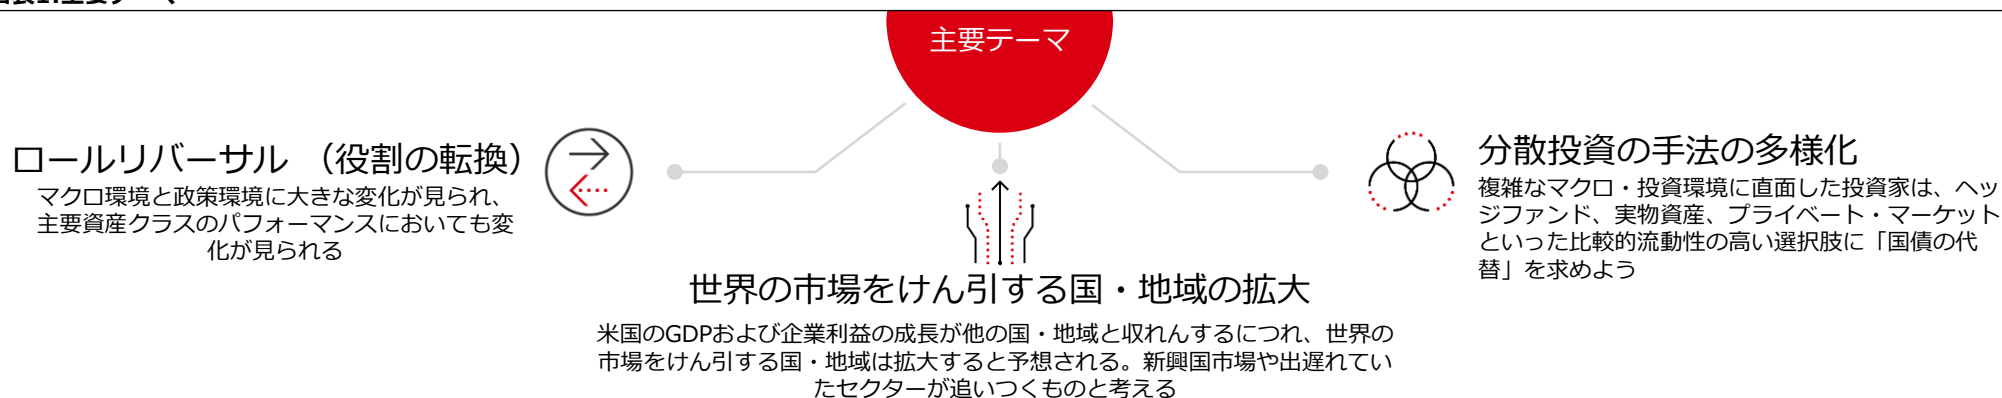 主要テーマ
ロールリバーサル （役割の転換）
マクロ環境と政策環境に大きな変化が見られ、
主要資産クラスのパフォーマンスにおいても変
化が見られる
世界の市場をけん引する国・地域の拡大
米国のGDPおよび企業利益の成長が他の国・地域と収れんするにつれ、世界の
市場をけん引する国・地域は拡大すると予想される。新興国市場や出遅れてい
たセクターが追いつくものと考える
分散投資の手法の多様化
複雑なマクロ・投資環境に直面した投資家は、ヘッ
ジファンド、実物資産、プライベート・マーケット
といった比較的流動性の高い選択肢に「国債の代
替」を求めよう